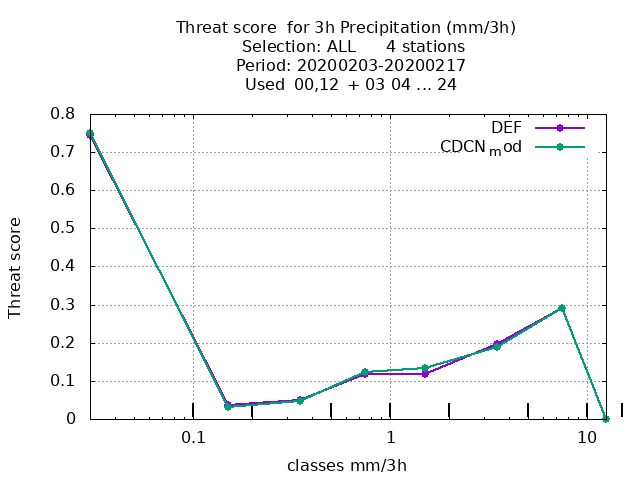 Threat score  for 3h Precipitation (mm/3h)
Selection: ALL      4 stations
Period: 20200203-20200217
Used  00,12  + 03 04 ... 24
DEF
CDCN_mod
Threat score
0.8
0.7
0.6
0.5
0.4
0.3
0.2
0.1
0
0.1
1
10
classes mm/3h